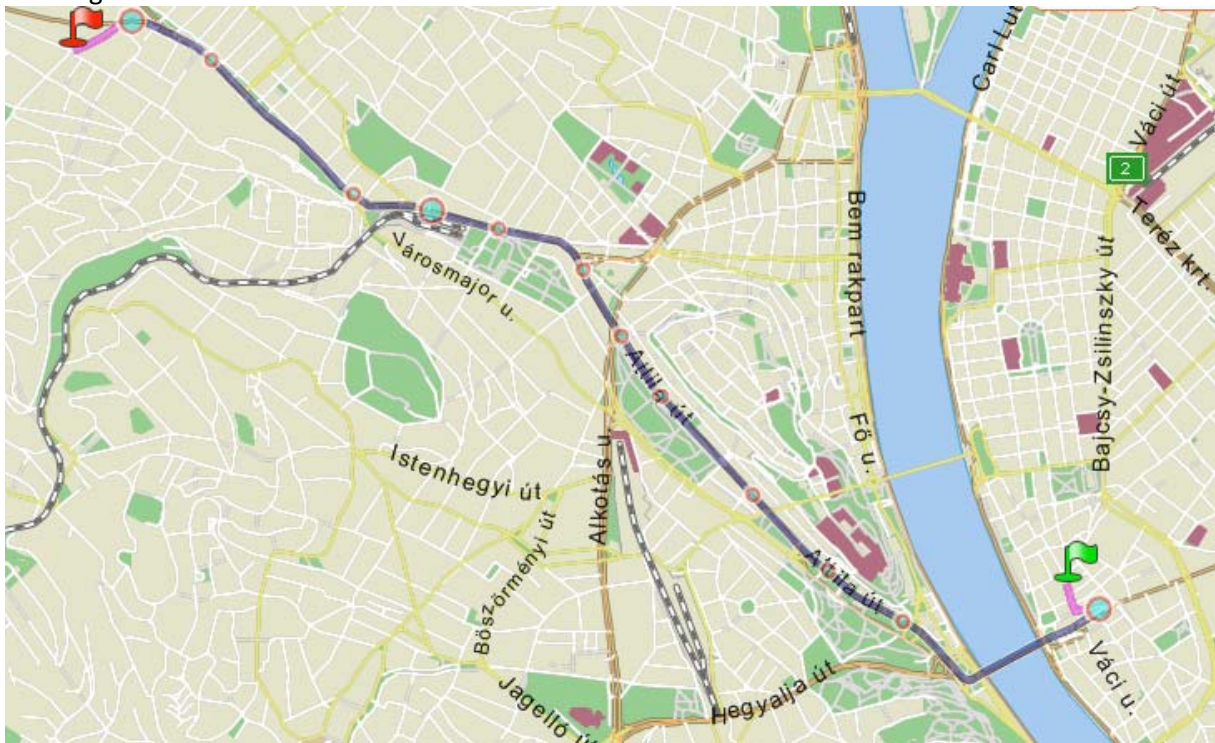 Carl Lut
Váci út
2
Teréz krt.
Bem rakpart
Bajcsy-Zsilinszky út
Városmajor u.
Attila út
Fő u.
Alkotás u.
Istenhegyi út
Böszörményi út
Attila út
Váci u.
Hegyalja út
Jagelló út